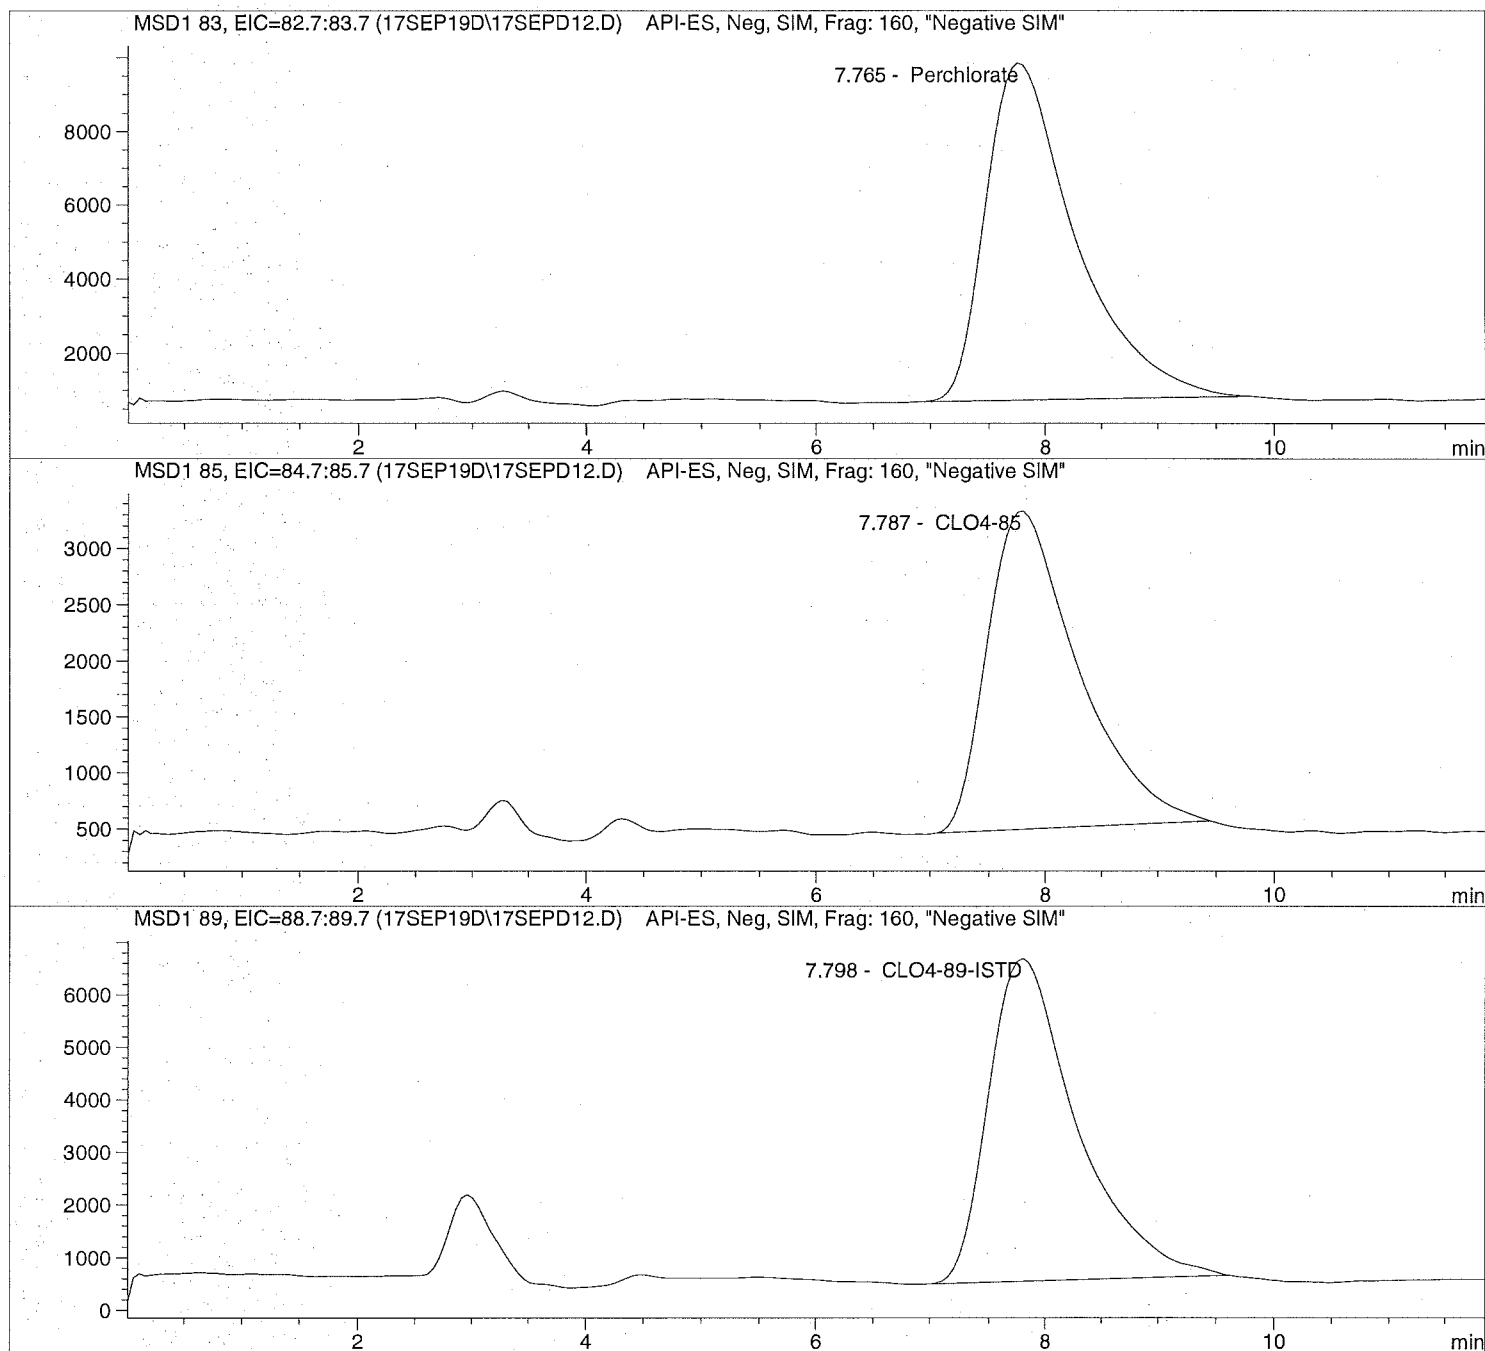 MSD1 83, EIC=82.7:83.7 (17SEP19D\17SEPD12.D) API-ES, Neg, SIM, Frag: 160, "Negative SIM"
7.765 - Perchlorate
8000
6000
4000
2000
2 4 6 8 10 min
MSD1 85, EIC=84.7:85.7 (17SEP19D\17SEPD12.D) API-ES, Neg, SIM, Frag: 160, "Negative SIM"
7.787 - CLO4-85
3000
2500
2000
1500
1000
500
2 4 6 8 10 min
MSD1 89, EIC=88.7:89.7 (17SEP19D\17SEPD12.D) API-ES, Neg, SIM, Frag: 160, "Negative SIM"
7.798 - CLO4-89-ISTD
6000
5000
4000
3000
2000
1000
0
2 4 6 8 10 min